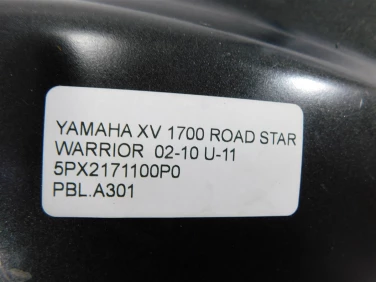 YAMAHA XV 1700 ROAD STAR
WARRIOR 02-10 U-11
5PX2171100P0
PBL.A301